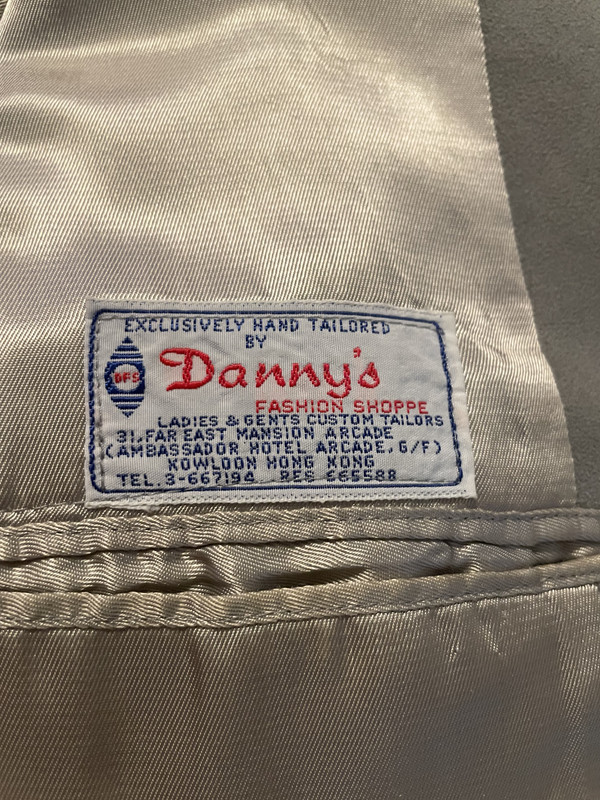 EXCLUSIVELY HAND TAILORED
BY
DFS
Danny's
FASHION SHOPPE
LADIES & GENTS CUSTOM TAILORS
31, FAR EAST MANSION ARCADE
(AMBASSADOR HOTEL ARCADE, G/F)
KOWLOON HONG KONG
TEL. 3-667194 RES 665588